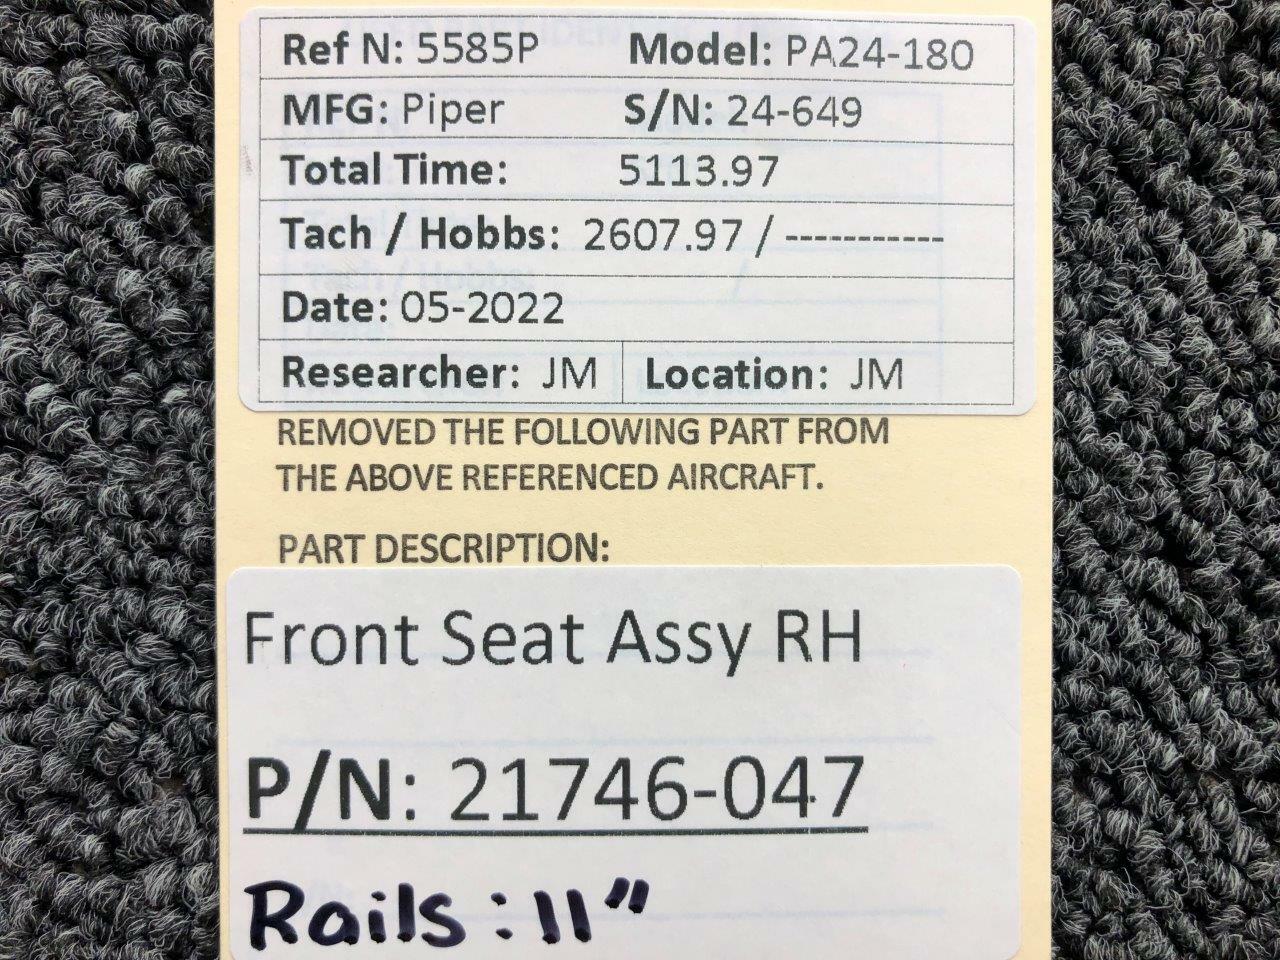 Ref N: 5585P Model: PA24-180
MFG: Piper S/N: 24-649
Total Time: 5113.97
Tach / Hobbs: 2607.97 / -----------
Date: 05-2022
Researcher: JM Location: JM
REMOVED THE FOLLOWING PART FROM
THE ABOVE REFERENCED AIRCRAFT.
PART DESCRIPTION:
Front Seat Assy RH
P/N: 21746-047
Rails: 11"